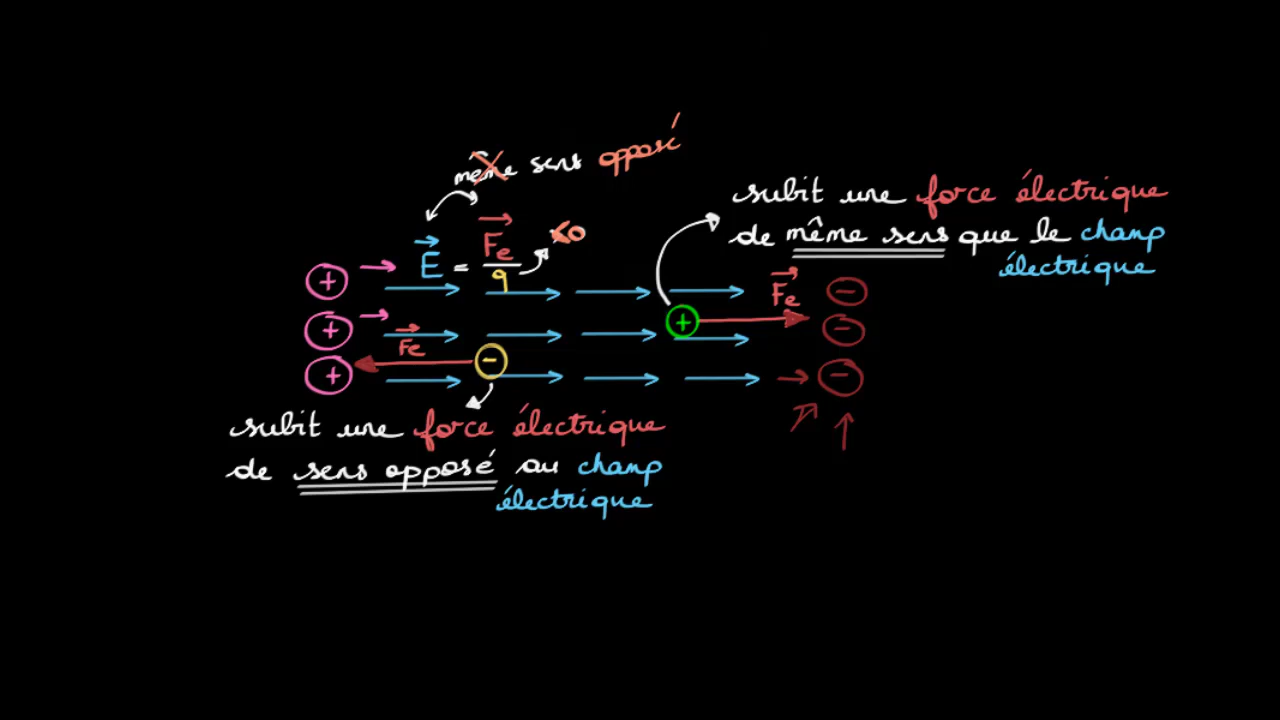 même sens opposé
subit une force électrique
de même sens que le champ
électrique
E = Fe/q <0
Fe
+ -
+ + -
Fe
+ - -
subit une force électrique
de sens opposé au champ
électrique